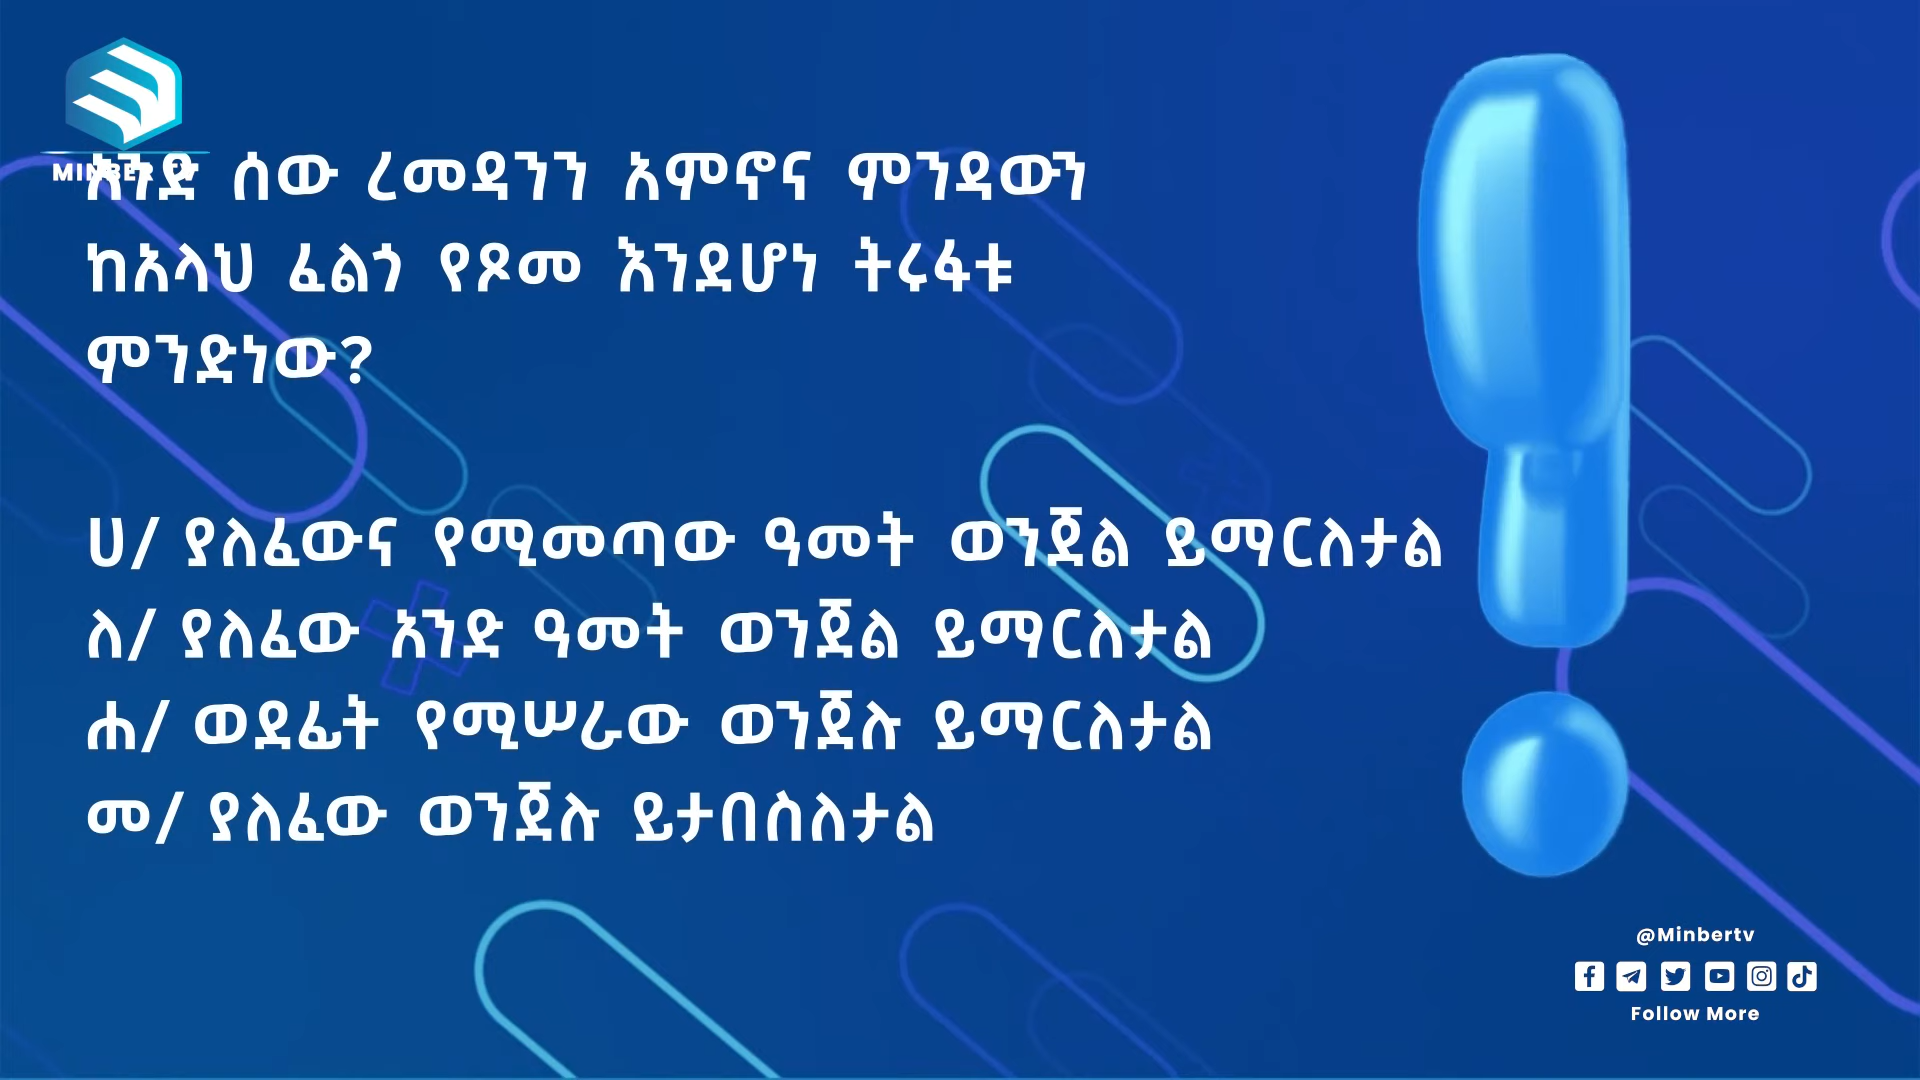 MINBER TV
አንድ ሰው ረመዳንን አምኖና ምንዳውን
ከአላህ ፈልጎ የጾመ እንደሆነ ትሩፋቱ
ምንድነው?
ሀ/ ያለፈውና የሚመጣው ዓመት ወንጀል ይማርለታል
ለ/ ያለፈው አንድ ዓመት ወንጀል ይማርለታል
ሐ/ ወደፊት የሚሠራው ወንጀሉ ይማርለታል
መ/ ያለፈው ወንጀሉ ይታበስለታል
@Minbertv
Follow More